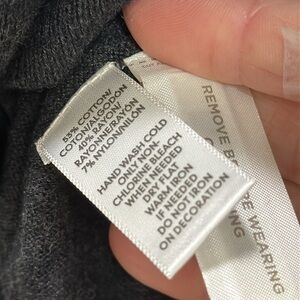 53% COTTON/
COTON/ALGODON
40% RAYON/
RAYONNE/RAYON
7% NYLON/NILÓN
HAND WASH COLD
ONLY NON-
CHLORINE BLEACH
WHEN NEEDED
DRY FLAT
WARM IRON
IF NEEDED
DO NOT IRON
ON DECORATION
REMOVE BEFORE WEARING